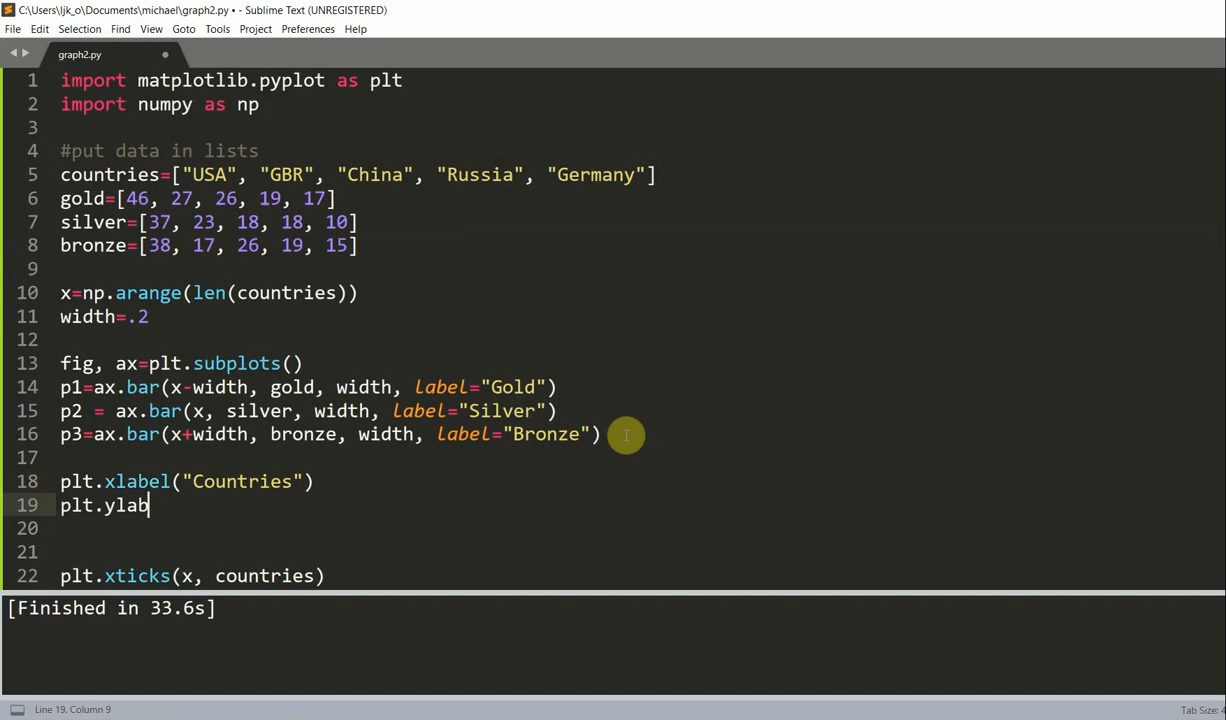 C:\Users\ljk_o\Documents\michael\graph2.py • - Sublime Text (UNREGISTERED)
File Edit Selection Find View Goto Tools Project Preferences Help
graph2.py
1 import matplotlib.pyplot as plt
2 import numpy as np
3
4 #put data in lists
5 countries=["USA", "GBR", "China", "Russia", "Germany"]
6 gold=[46, 27, 26, 19, 17]
7 silver=[37, 23, 18, 18, 10]
8 bronze=[38, 17, 26, 19, 15]
9
10 x=np.arange(len(countries))
11 width=.2
12
13 fig, ax=plt.subplots()
14 p1=ax.bar(x-width, gold, width, label="Gold")
15 p2 = ax.bar(x, silver, width, label="Silver")
16 p3=ax.bar(x+width, bronze, width, label="Bronze")
17
18 plt.xlabel("Countries")
19 plt.ylab
20
21
22 plt.xticks(x, countries)
[Finished in 33.6s]
Line 19, Column 9
Tab Size: 4